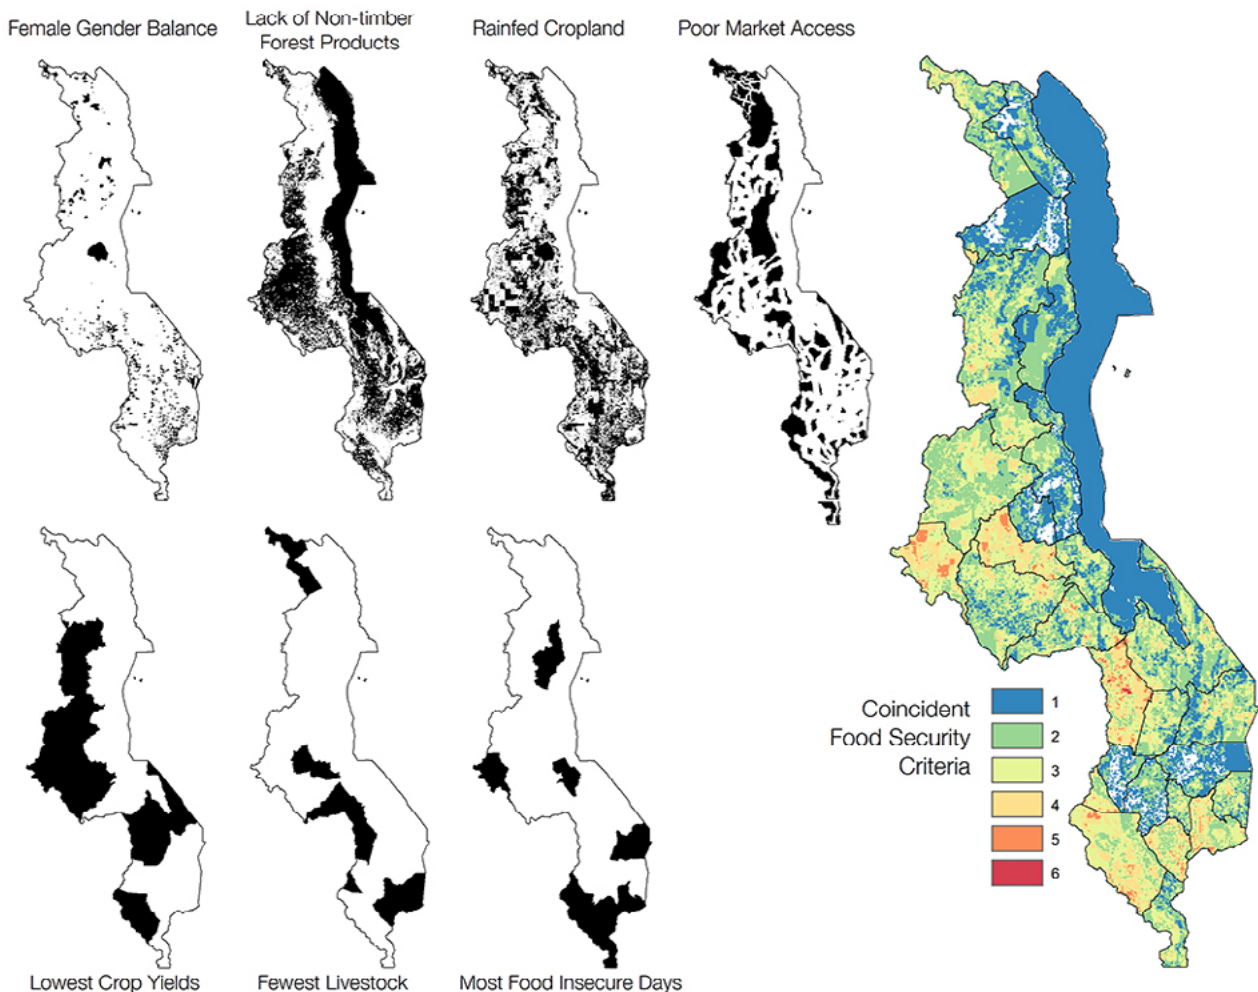 Female Gender Balance
Lack of Non-timber
Forest Products
Rainfed Cropland
Poor Market Access
Coincident
Food Security
Criteria
1
2
3
4
5
6
Lowest Crop Yields
Fewest Livestock
Most Food Insecure Days